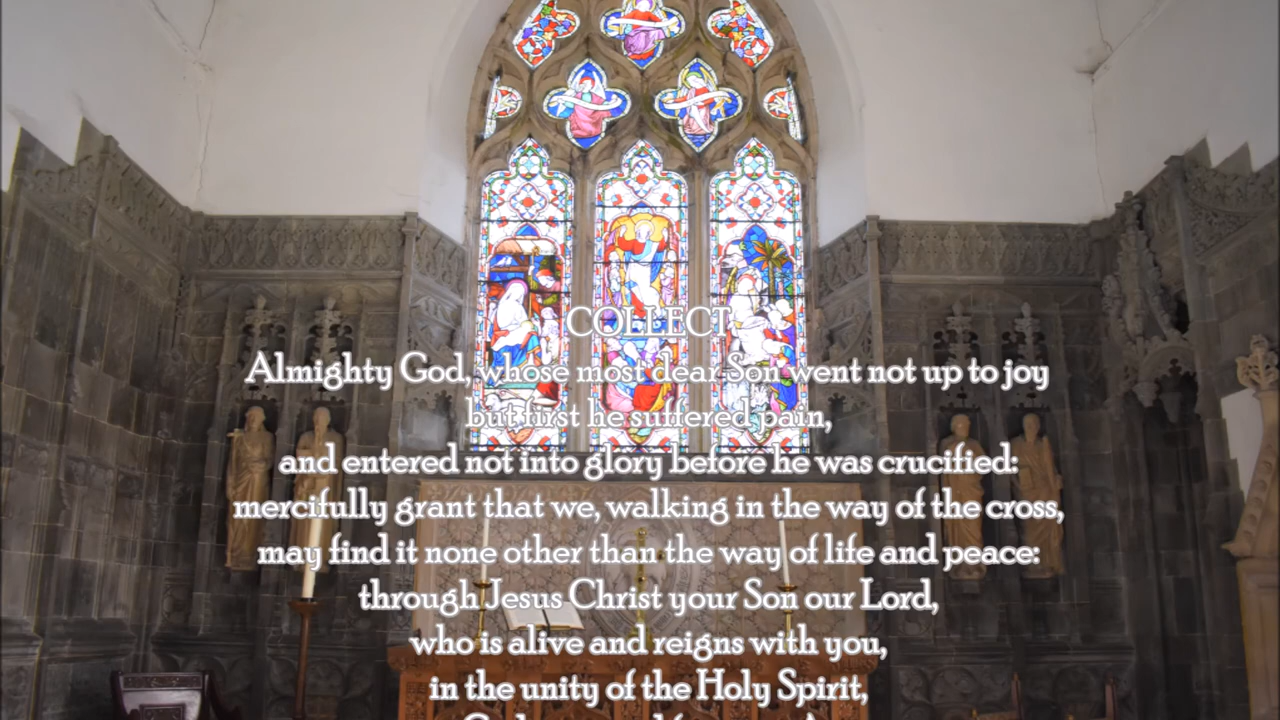 COLLECT
Almighty God, whose most dear Son went not up to joy
but first he suffered pain,
and entered not into glory before he was crucified:
mercifully grant that we, walking in the way of the cross,
may find it none other than the way of life and peace:
through Jesus Christ your Son our Lord,
who is alive and reigns with you,
in the unity of the Holy Spirit,